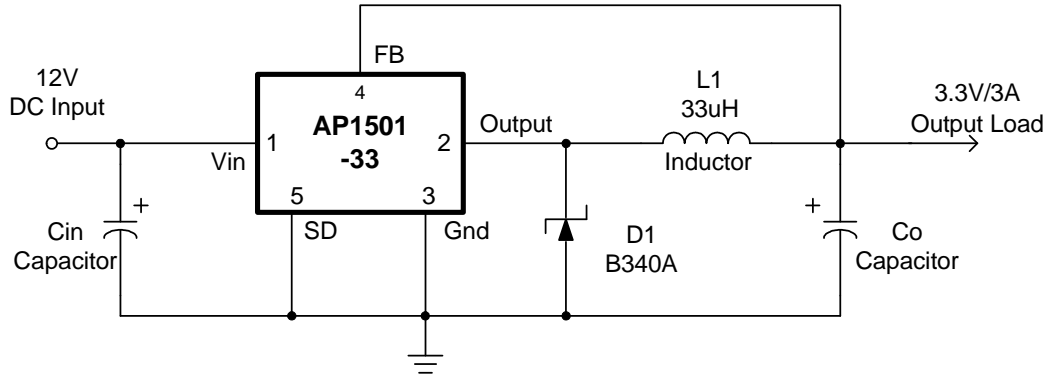 FB
12V
DC Input
4
L1
33uH
3.3V/3A
Output Load
AP1501
-33
1
2
Output
Vin
Inductor
5
3
SD
Gnd
+
Cin
Capacitor
D1
B340A
+
Co
Capacitor